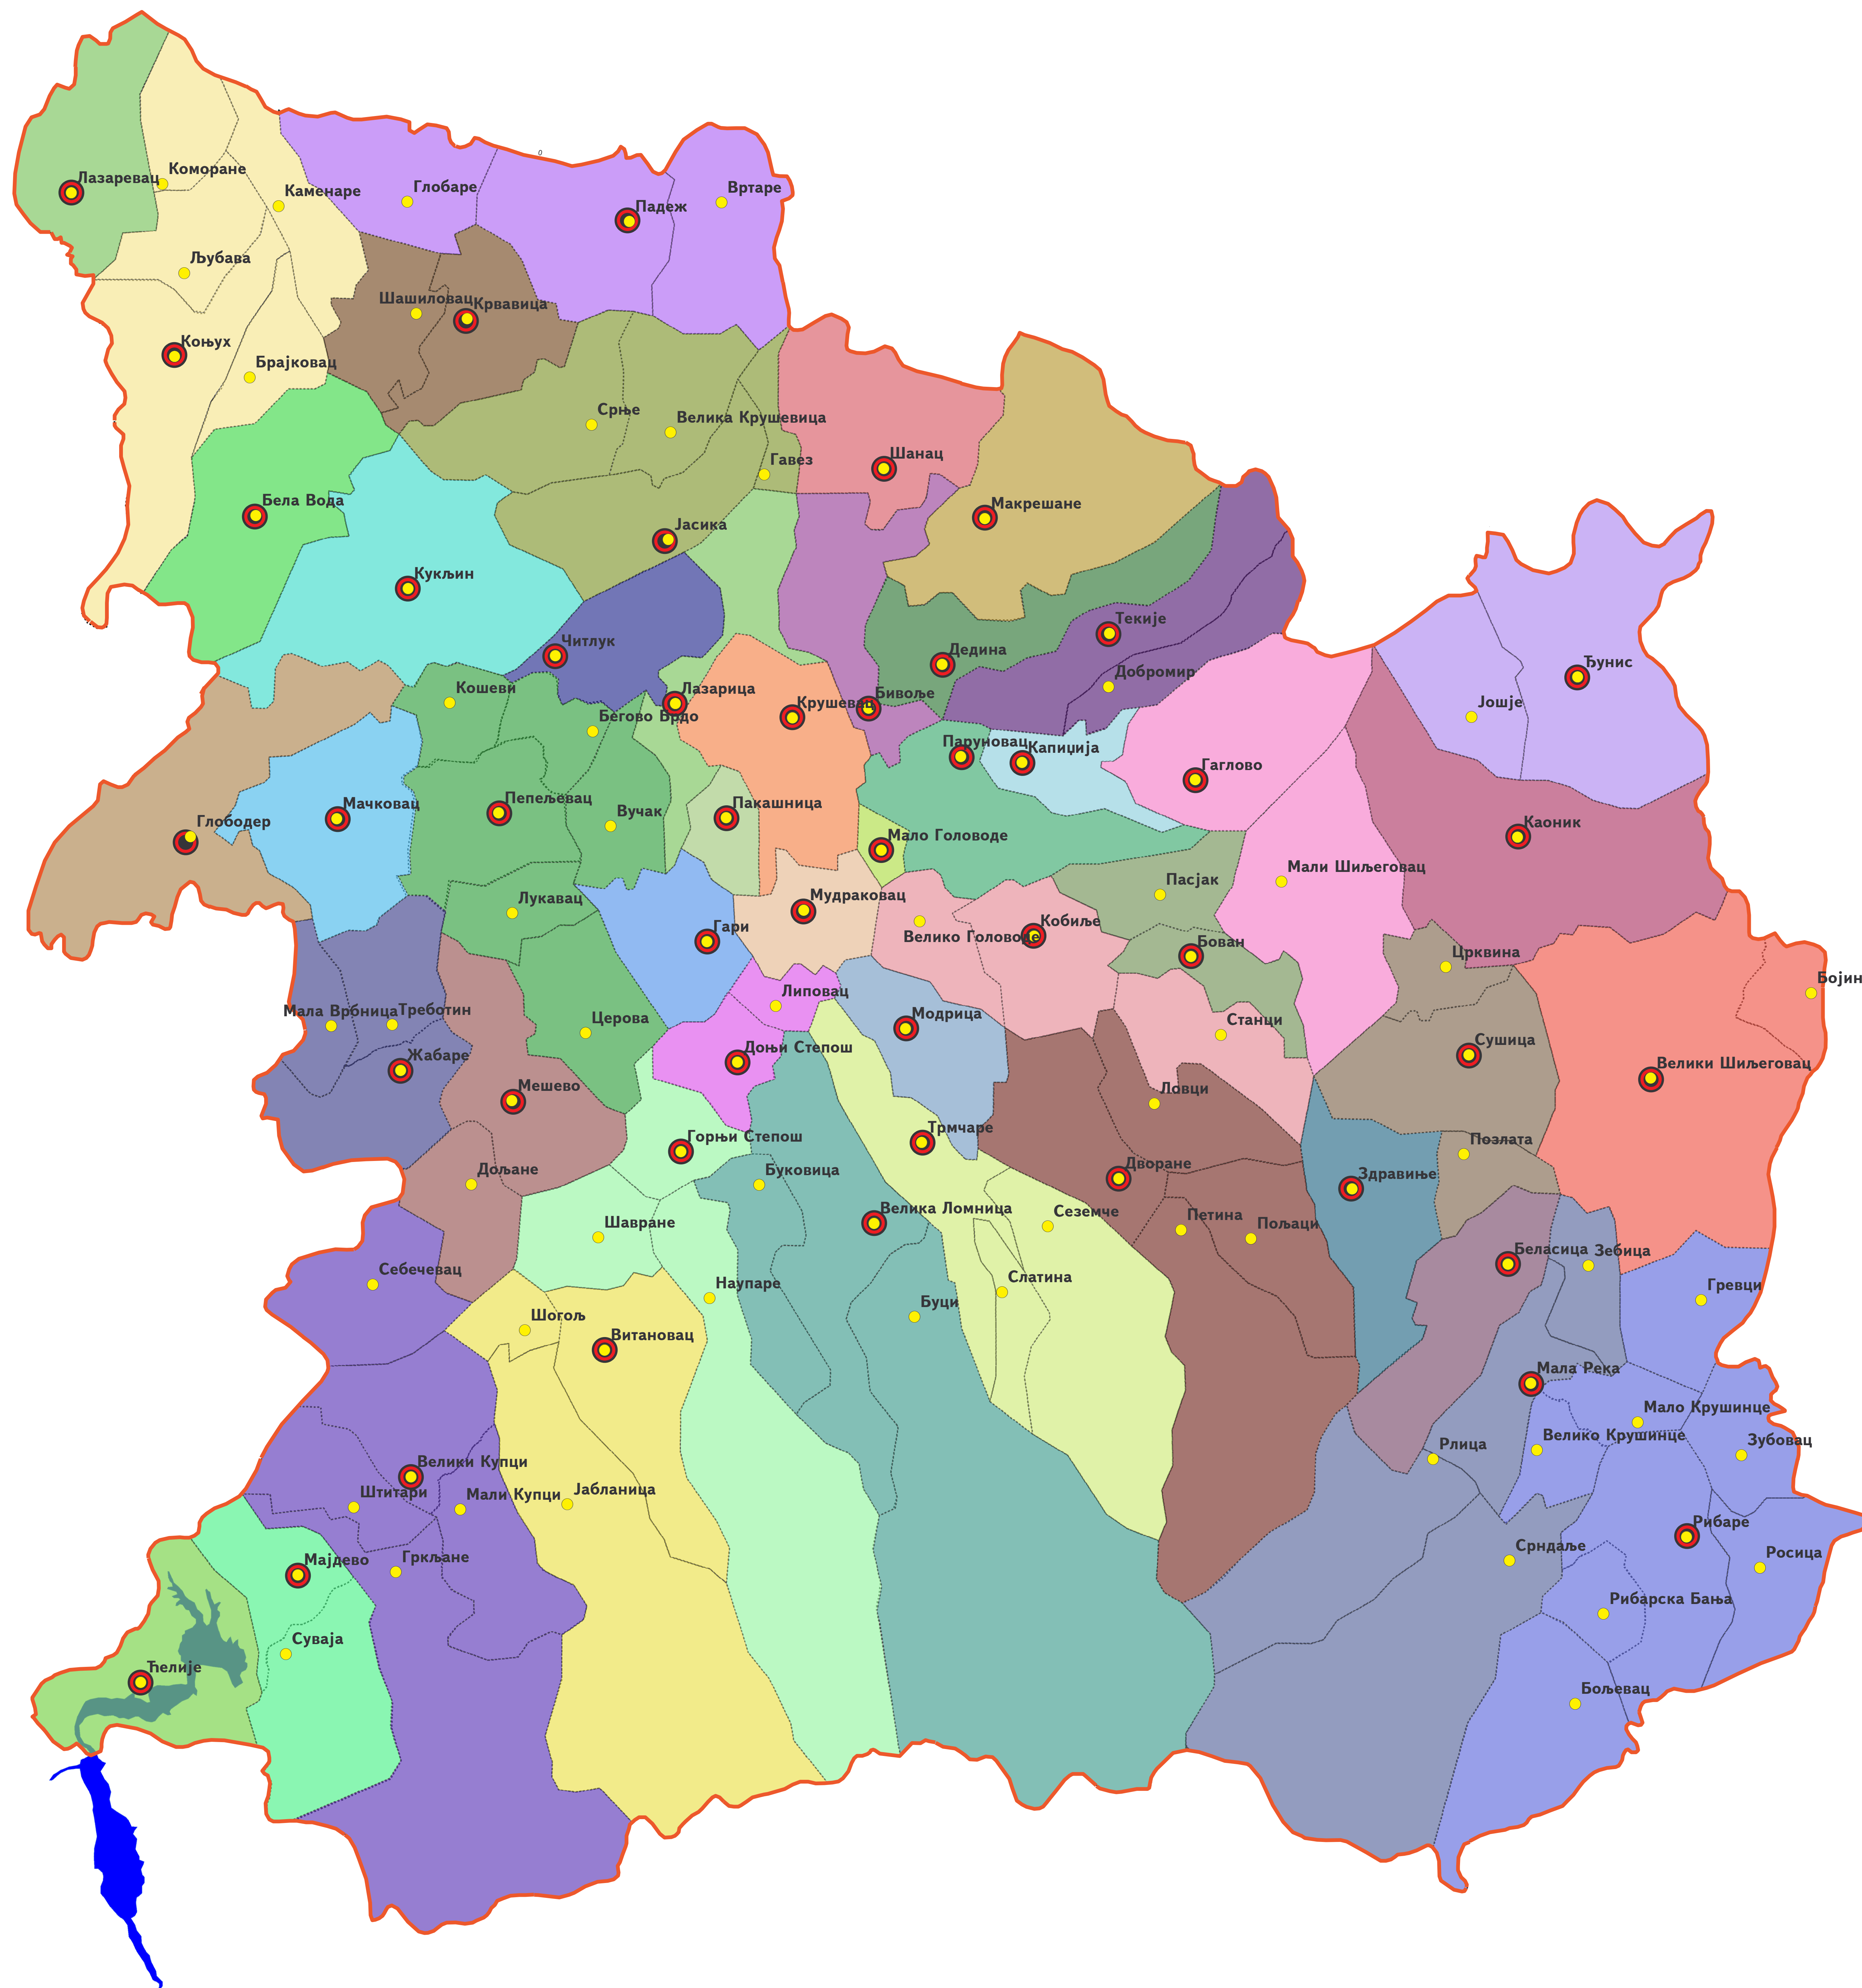 0
Коморане
Лазаревац
Каменаре
Глобаре
Вртаре
Падеж
Љубава
Шашиловац
Крвавица
Коњух
Брајковац
Срње
Велика Крушевица
Гавез
Шанац
Бела Вода
Макрешане
Јасика
Кукљин
Текије
Читлук
Дедина
Ђунис
Добромир
Кошеви
Лазарица
Бивоље
Крушевац
Јошје
Бегово Брдо
Паруновац
Капиџија
Гаглово
Пепељевац
Мачковац
Пакашница
Вучак
Глободер
Каоник
Мало Головоде
Мали Шиљеговац
Пасјак
Лукавац
Мудраковац
Кобиље
Гари
Велико Головоде
Бован
Црквина
Бојин
Липовац
Мала Врбница
Треботин
Модрица
Церова
Станци
Сушица
Доњи Степош
Жабаре
Велики Шиљеговац
Мешево
Ловци
Трмчаре
Горњи Степош
Позлата
Дољане
Буковица
Дворане
Здравиње
Велика Ломница
Сеземче
Петина
Пољаци
Шавране
Беласица
Зебица
Себечевац
Слатина
Наупаре
Гревци
Буци
Шогољ
Витановац
Мала Река
Мало Крушинце
Велико Крушинце
Зубовац
Рлица
Велики Купци
Штитари
Мали Купци
Јабланица
Рибаре
Срндаље
Росица
Мајдево
Гркљане
Рибарска Бања
Суваја
Ћелије
Бољевац